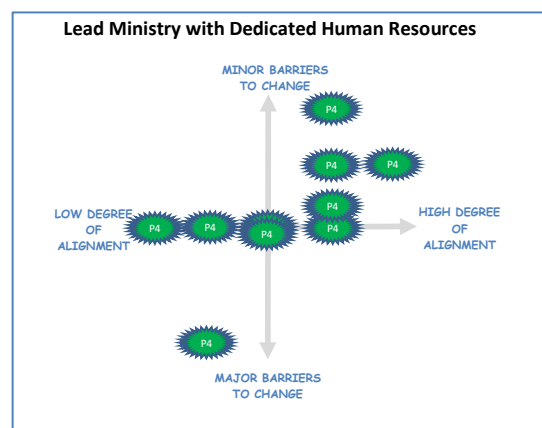 Lead Ministry with Dedicated Human Resources
MINOR BARRIERS
TO CHANGE
P4
P4
P4
P4
LOW DEGREE
OF
ALIGNMENT
P4
P4
P4
P4
HIGH DEGREE
OF
ALIGNMENT
P4
MAJOR BARRIERS
TO CHANGE